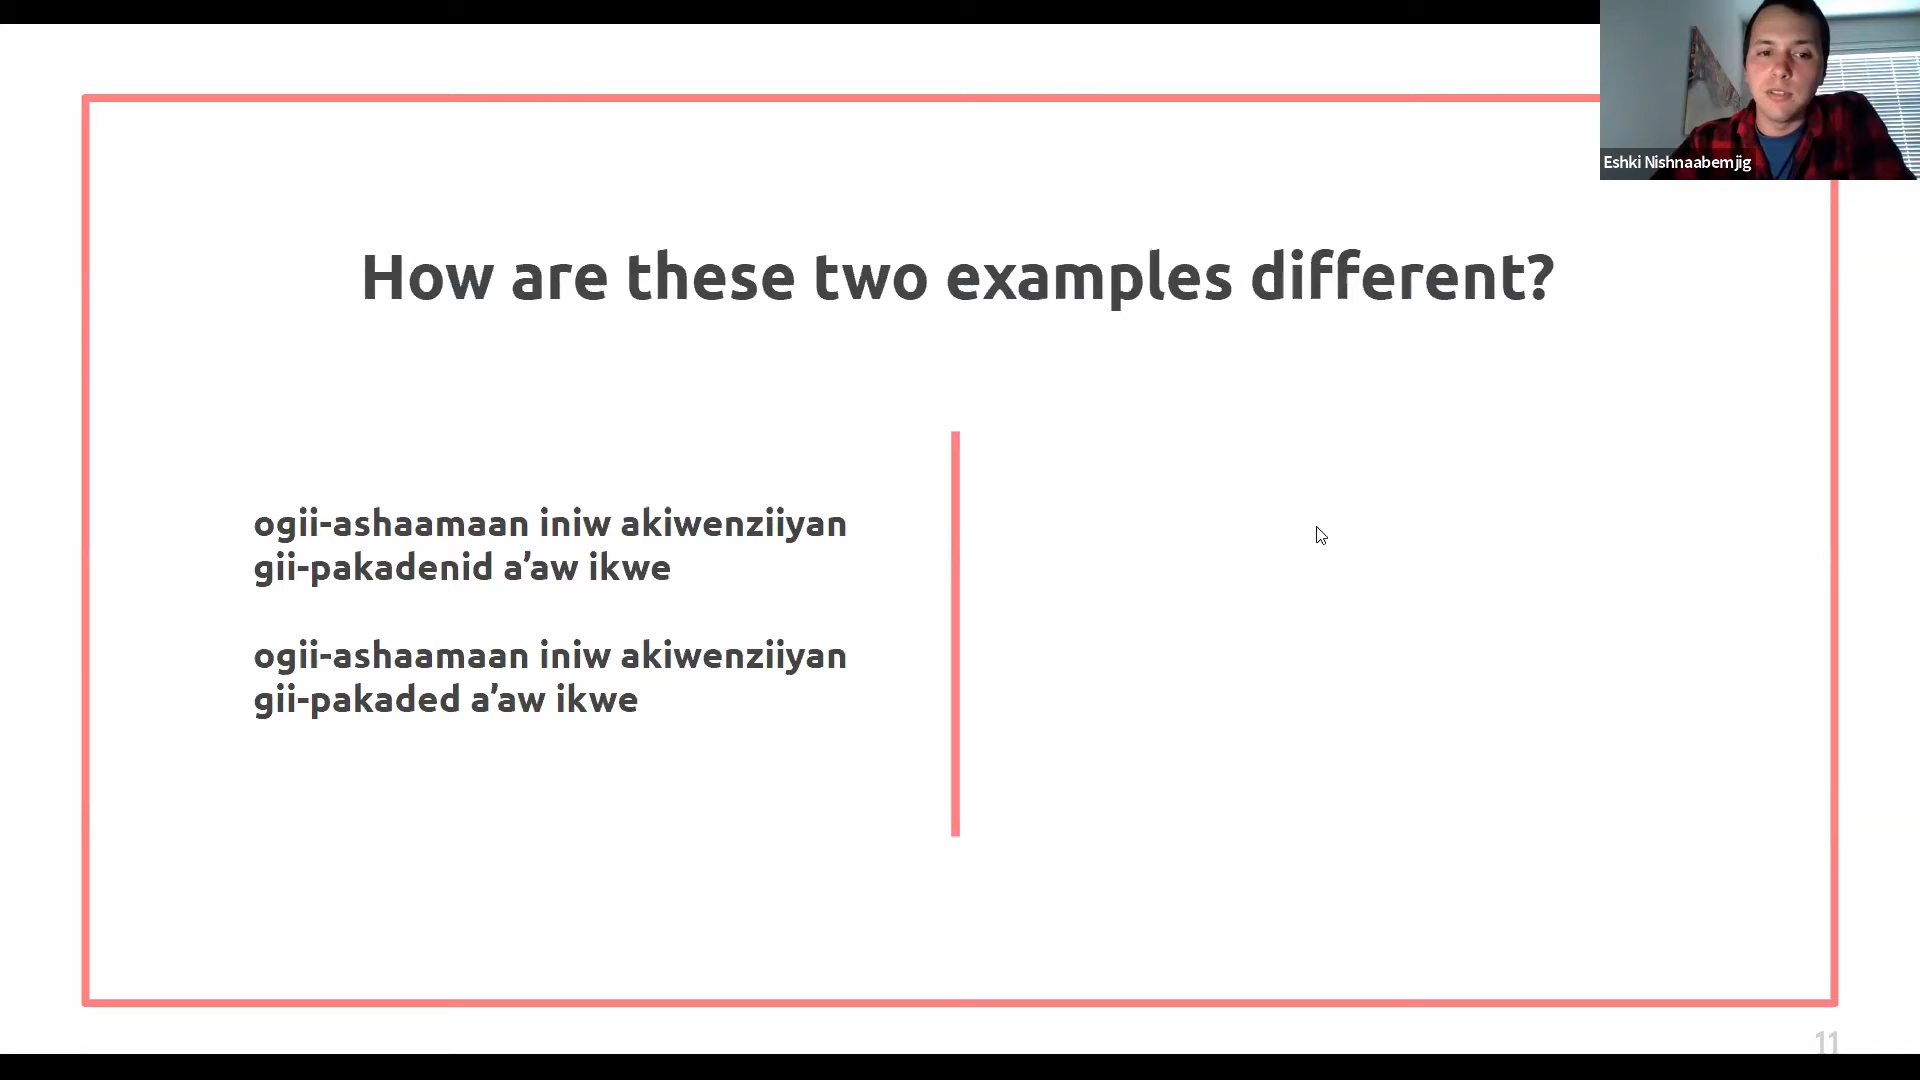 Eshki Nishnaabemjig
How are these two examples different?
ogii-ashaamaan iniw akiwenziiyan
gii-pakadenid a’aw ikwe
ogii-ashaamaan iniw akiwenziiyan
gii-pakaded a’aw ikwe
11